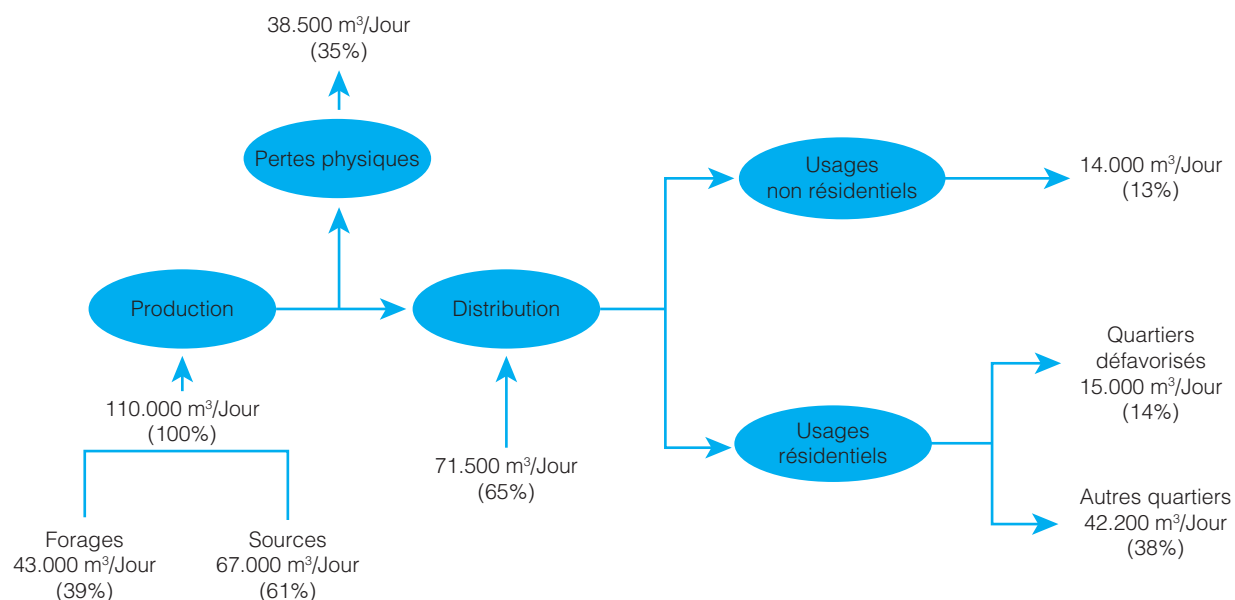 38.500 m³/Jour
(35%)
Pertes physiques
Usages
non résidentiels
14.000 m³/Jour
(13%)
Production
Distribution
110.000 m³/Jour
(100%)
71.500 m³/Jour
(65%)
Usages
résidentiels
Quartiers
défavorisés
15.000 m³/Jour
(14%)
Autres quartiers
42.200 m³/Jour
(38%)
Forages
43.000 m³/Jour
(39%)
Sources
67.000 m³/Jour
(61%)